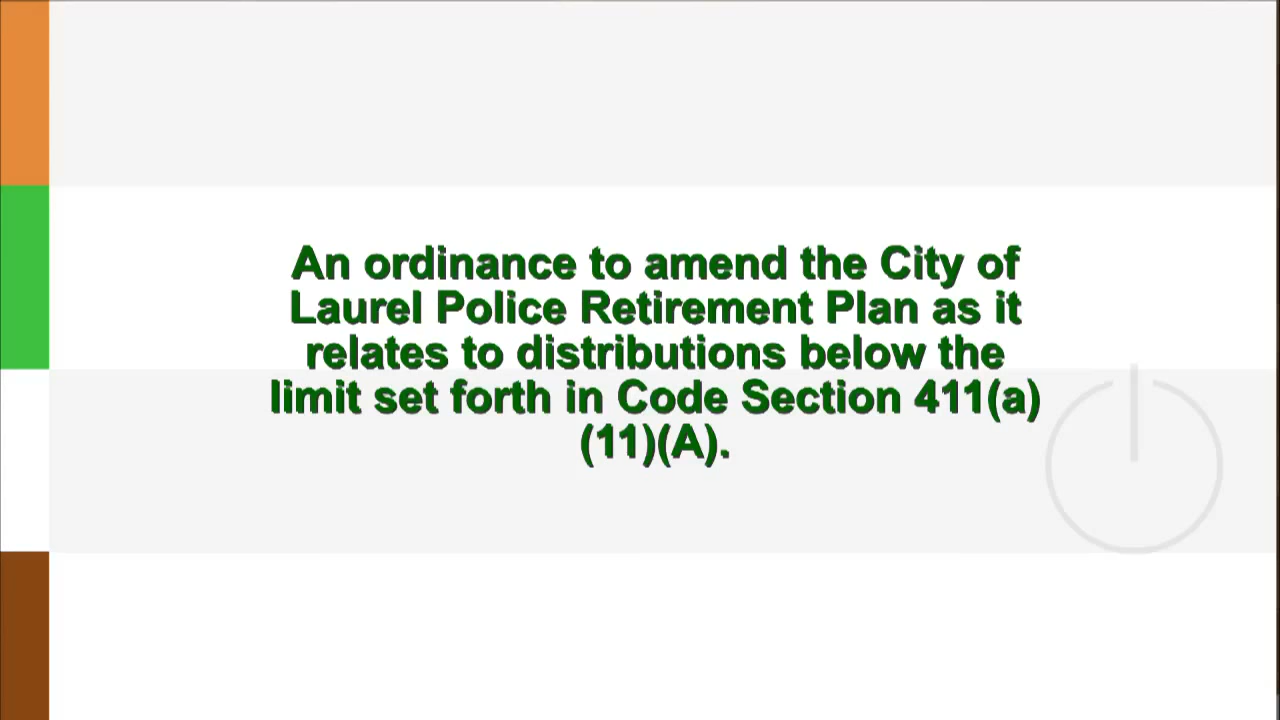 An ordinance to amend the City of
Laurel Police Retirement Plan as it
relates to distributions below the
limit set forth in Code Section 411(a)
(11)(A).